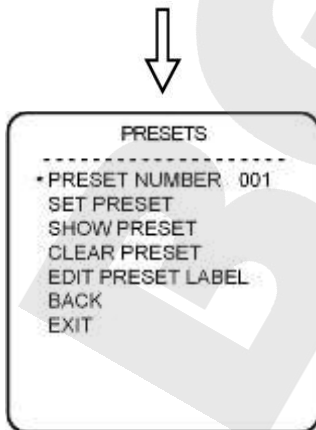 PRESETS
- - - - - - - - - - - - - - - - - - - - - -
•PRESET NUMBER 001
SET PRESET
SHOW PRESET
CLEAR PRESET
EDIT PRESET LABEL
BACK
EXIT